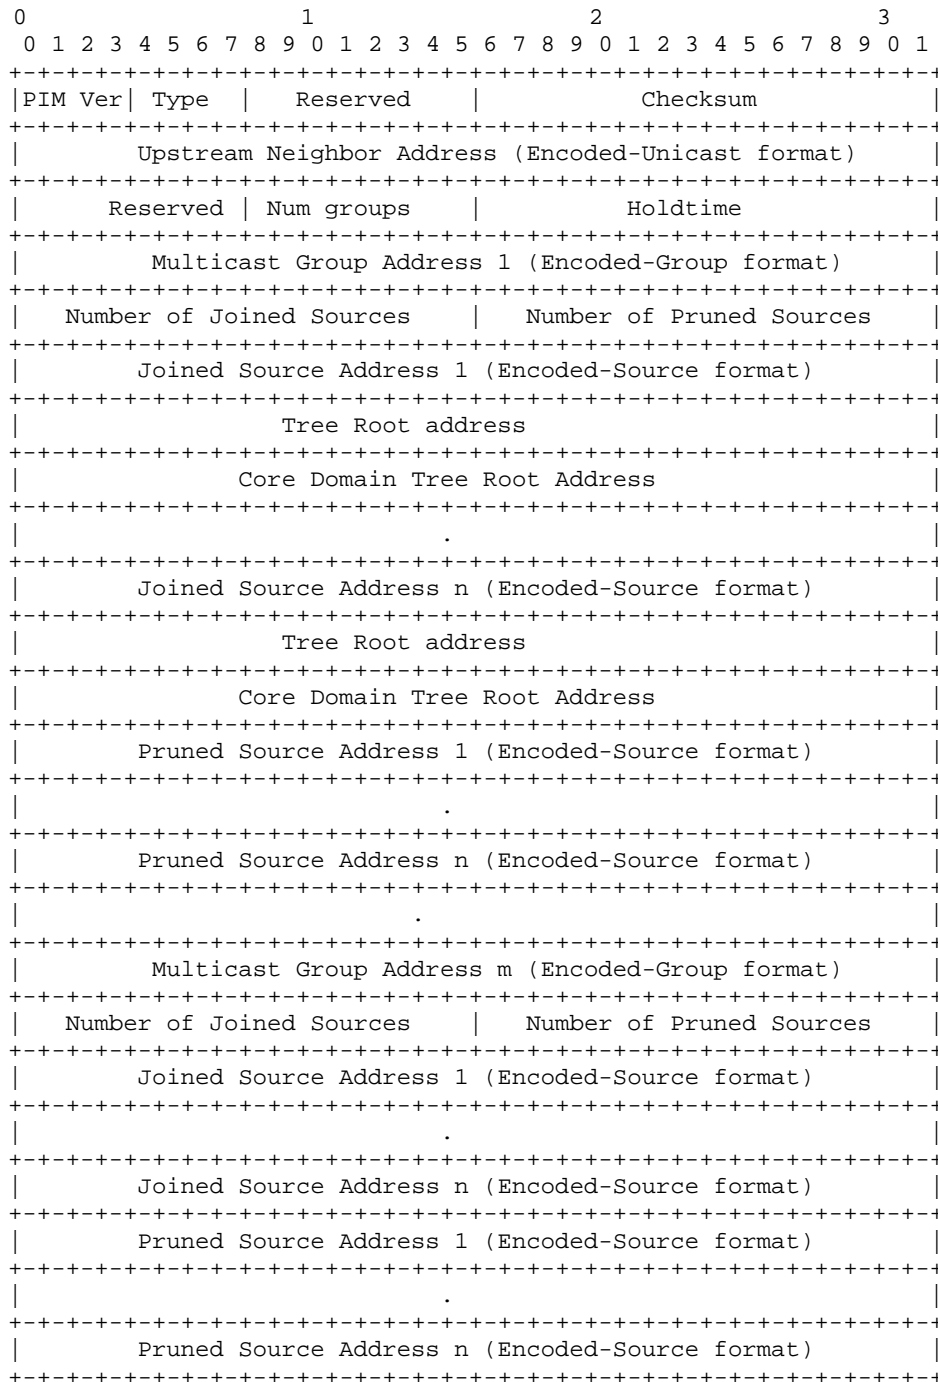 0                   1                   2                   3
 0 1 2 3 4 5 6 7 8 9 0 1 2 3 4 5 6 7 8 9 0 1 2 3 4 5 6 7 8 9 0 1
+-+-+-+-+-+-+-+-+-+-+-+-+-+-+-+-+-+-+-+-+-+-+-+-+-+-+-+-+-+-+-+-+
|PIM Ver| Type  |   Reserved    |           Checksum            |
+-+-+-+-+-+-+-+-+-+-+-+-+-+-+-+-+-+-+-+-+-+-+-+-+-+-+-+-+-+-+-+-+
|        Upstream Neighbor Address (Encoded-Unicast format)     |
+-+-+-+-+-+-+-+-+-+-+-+-+-+-+-+-+-+-+-+-+-+-+-+-+-+-+-+-+-+-+-+-+
|      Reserved | Num groups    |          Holdtime             |
+-+-+-+-+-+-+-+-+-+-+-+-+-+-+-+-+-+-+-+-+-+-+-+-+-+-+-+-+-+-+-+-+
|         Multicast Group Address 1 (Encoded-Group format)      |
+-+-+-+-+-+-+-+-+-+-+-+-+-+-+-+-+-+-+-+-+-+-+-+-+-+-+-+-+-+-+-+-+
|   Number of Joined Sources    |   Number of Pruned Sources    |
+-+-+-+-+-+-+-+-+-+-+-+-+-+-+-+-+-+-+-+-+-+-+-+-+-+-+-+-+-+-+-+-+
|        Joined Source Address 1 (Encoded-Source format)        |
+-+-+-+-+-+-+-+-+-+-+-+-+-+-+-+-+-+-+-+-+-+-+-+-+-+-+-+-+-+-+-+-+
|                  Tree Root address                            |
+-+-+-+-+-+-+-+-+-+-+-+-+-+-+-+-+-+-+-+-+-+-+-+-+-+-+-+-+-+-+-+-+
|               Core Domain Tree Root Address                   |
+-+-+-+-+-+-+-+-+-+-+-+-+-+-+-+-+-+-+-+-+-+-+-+-+-+-+-+-+-+-+-+-+
|                             .                                 |
+-+-+-+-+-+-+-+-+-+-+-+-+-+-+-+-+-+-+-+-+-+-+-+-+-+-+-+-+-+-+-+-+
|        Joined Source Address n (Encoded-Source format)        |
+-+-+-+-+-+-+-+-+-+-+-+-+-+-+-+-+-+-+-+-+-+-+-+-+-+-+-+-+-+-+-+-+
|                  Tree Root address                            |
+-+-+-+-+-+-+-+-+-+-+-+-+-+-+-+-+-+-+-+-+-+-+-+-+-+-+-+-+-+-+-+-+
|               Core Domain Tree Root Address                   |
+-+-+-+-+-+-+-+-+-+-+-+-+-+-+-+-+-+-+-+-+-+-+-+-+-+-+-+-+-+-+-+-+
|        Pruned Source Address 1 (Encoded-Source format)        |
+-+-+-+-+-+-+-+-+-+-+-+-+-+-+-+-+-+-+-+-+-+-+-+-+-+-+-+-+-+-+-+-+
|                             .                                 |
+-+-+-+-+-+-+-+-+-+-+-+-+-+-+-+-+-+-+-+-+-+-+-+-+-+-+-+-+-+-+-+-+
|        Pruned Source Address n (Encoded-Source format)        |
+-+-+-+-+-+-+-+-+-+-+-+-+-+-+-+-+-+-+-+-+-+-+-+-+-+-+-+-+-+-+-+-+
|                           .                                   |
+-+-+-+-+-+-+-+-+-+-+-+-+-+-+-+-+-+-+-+-+-+-+-+-+-+-+-+-+-+-+-+-+
|         Multicast Group Address m (Encoded-Group format)      |
+-+-+-+-+-+-+-+-+-+-+-+-+-+-+-+-+-+-+-+-+-+-+-+-+-+-+-+-+-+-+-+-+
|   Number of Joined Sources    |   Number of Pruned Sources    |
+-+-+-+-+-+-+-+-+-+-+-+-+-+-+-+-+-+-+-+-+-+-+-+-+-+-+-+-+-+-+-+-+
|        Joined Source Address 1 (Encoded-Source format)        |
+-+-+-+-+-+-+-+-+-+-+-+-+-+-+-+-+-+-+-+-+-+-+-+-+-+-+-+-+-+-+-+-+
|                             .                                 |
+-+-+-+-+-+-+-+-+-+-+-+-+-+-+-+-+-+-+-+-+-+-+-+-+-+-+-+-+-+-+-+-+
|        Joined Source Address n (Encoded-Source format)        |
+-+-+-+-+-+-+-+-+-+-+-+-+-+-+-+-+-+-+-+-+-+-+-+-+-+-+-+-+-+-+-+-+
|        Pruned Source Address 1 (Encoded-Source format)        |
+-+-+-+-+-+-+-+-+-+-+-+-+-+-+-+-+-+-+-+-+-+-+-+-+-+-+-+-+-+-+-+-+
|                             .                                 |
+-+-+-+-+-+-+-+-+-+-+-+-+-+-+-+-+-+-+-+-+-+-+-+-+-+-+-+-+-+-+-+-+
|        Pruned Source Address n (Encoded-Source format)        |
+-+-+-+-+-+-+-+-+-+-+-+-+-+-+-+-+-+-+-+-+-+-+-+-+-+-+-+-+-+-+-+-+